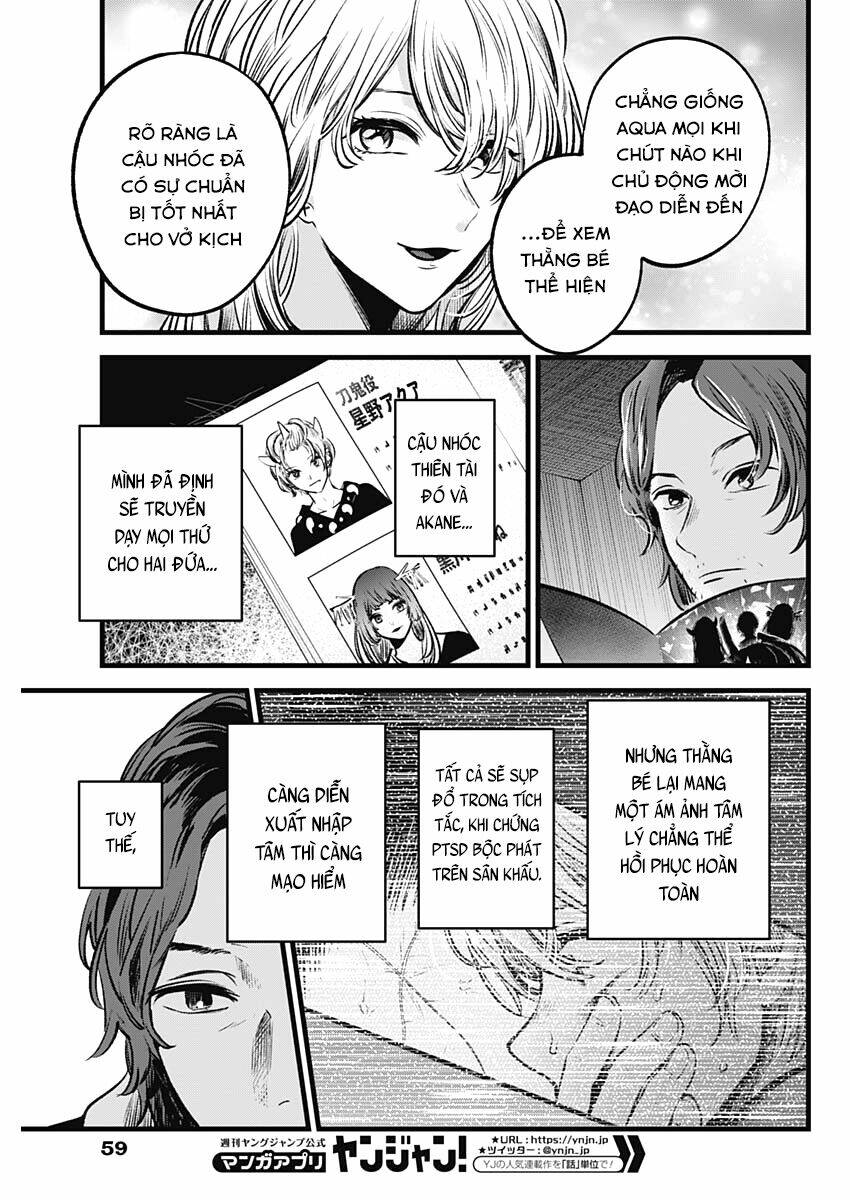 CHẲNG GIỐNG
AQUA MỌI KHI
CHÚT NÀO KHI
CHỦ ĐỘNG MỜI
ĐẠO DIỄN ĐẾN
...ĐỂ XEM
THẰNG BÉ
THỂ HIỆN
RÕ RÀNG LÀ
CẬU NHÓC ĐÃ
CÓ SỰ CHUẨN
BỊ TỐT NHẤT
CHO VỞ KỊCH
刀鬼役
星野アクア
CẬU NHÓC
THIÊN TÀI
ĐÓ VÀ
AKANE...
MÌNH ĐÃ ĐỊNH
SẼ TRUYỀN
DẠY MỌI THỨ
CHO HAI ĐỨA...
NHƯNG THẰNG
BÉ LẠI MANG
MỘT ÁM ẢNH TÂM
LÝ CHẲNG THỂ
HỒI PHỤC HOÀN
TOÀN
TẤT CẢ SẼ SỤP
ĐỔ TRONG TÍCH
TẮC, KHI CHỨNG
PTSD BỘC PHÁT
TRÊN SÂN KHẤU.
CÀNG DIỄN
XUẤT NHẬP
TÂM THÌ CÀNG
MẠO HIỂM
TUY
THẾ,
59
週刊ヤングジャンプ公式
マンガアプリ
ヤンジャン!
★URL:https://ynjn.jp
★ツイッター:@ynjn_jp
YJの人気連載作を「話」単位で!